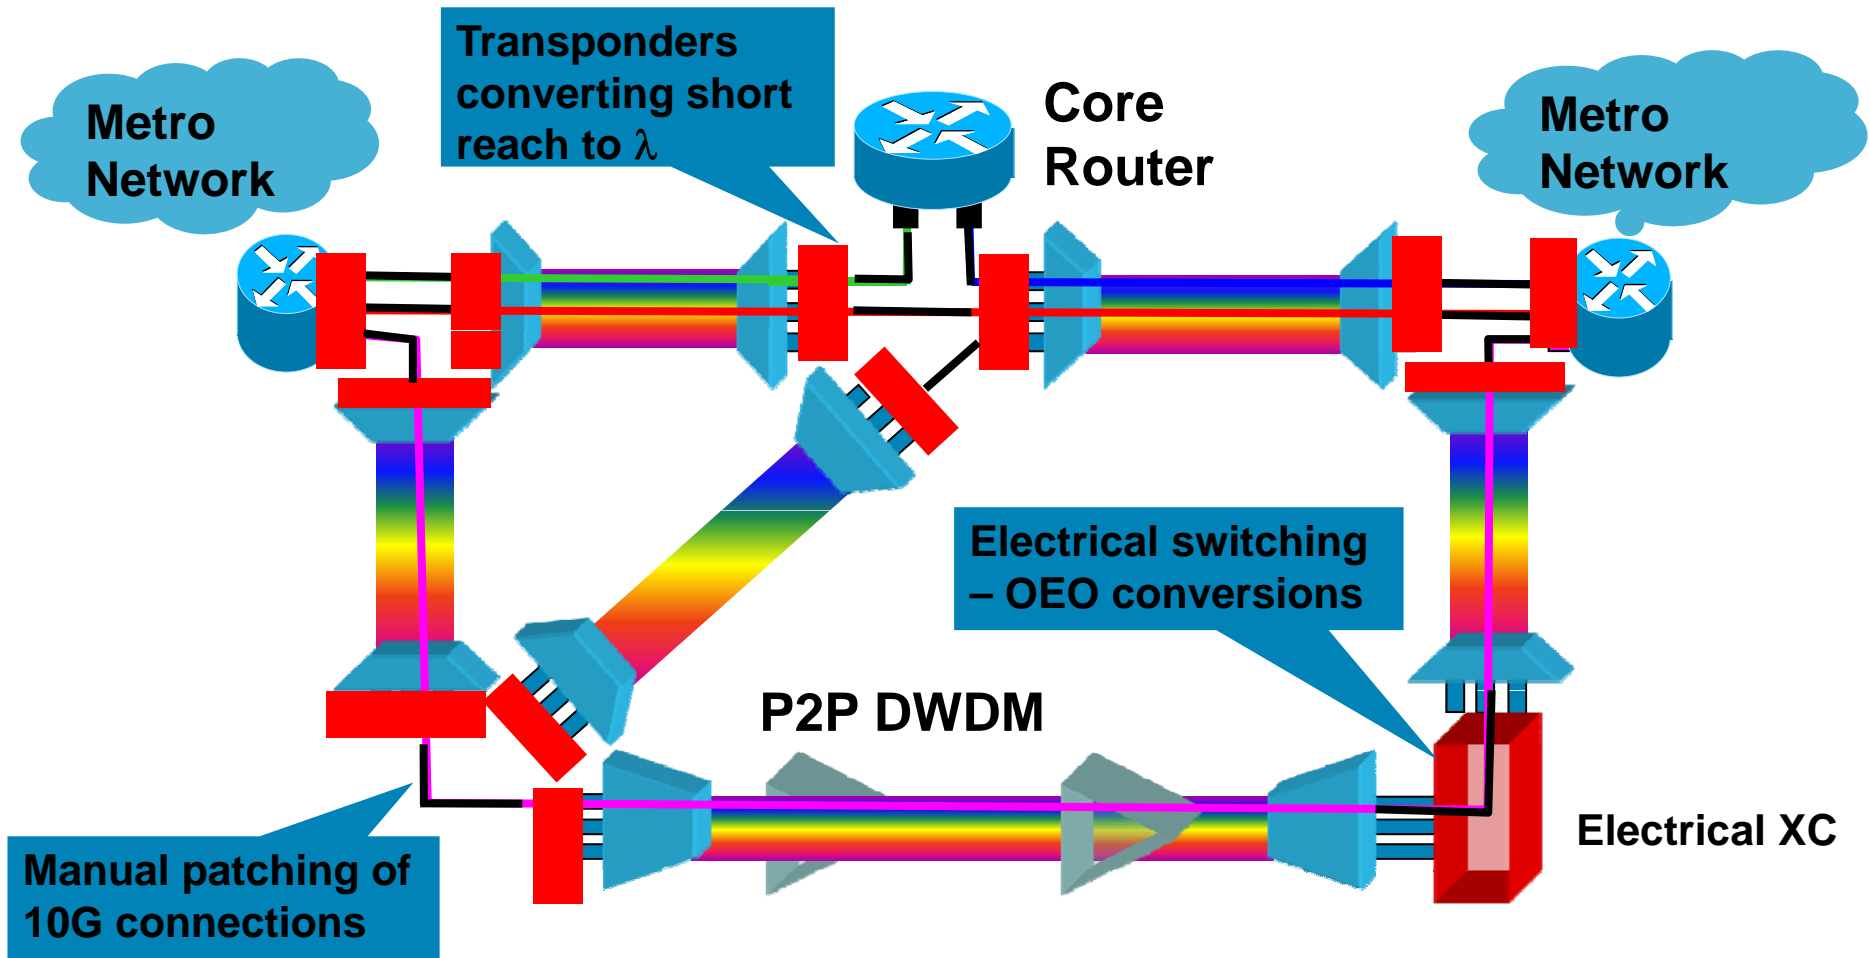 Transponders
converting short
reach to λ
Metro
Network
Core
Router
Metro
Network
Electrical switching
– OEO conversions
P2P DWDM
Electrical XC
Manual patching of
10G connections